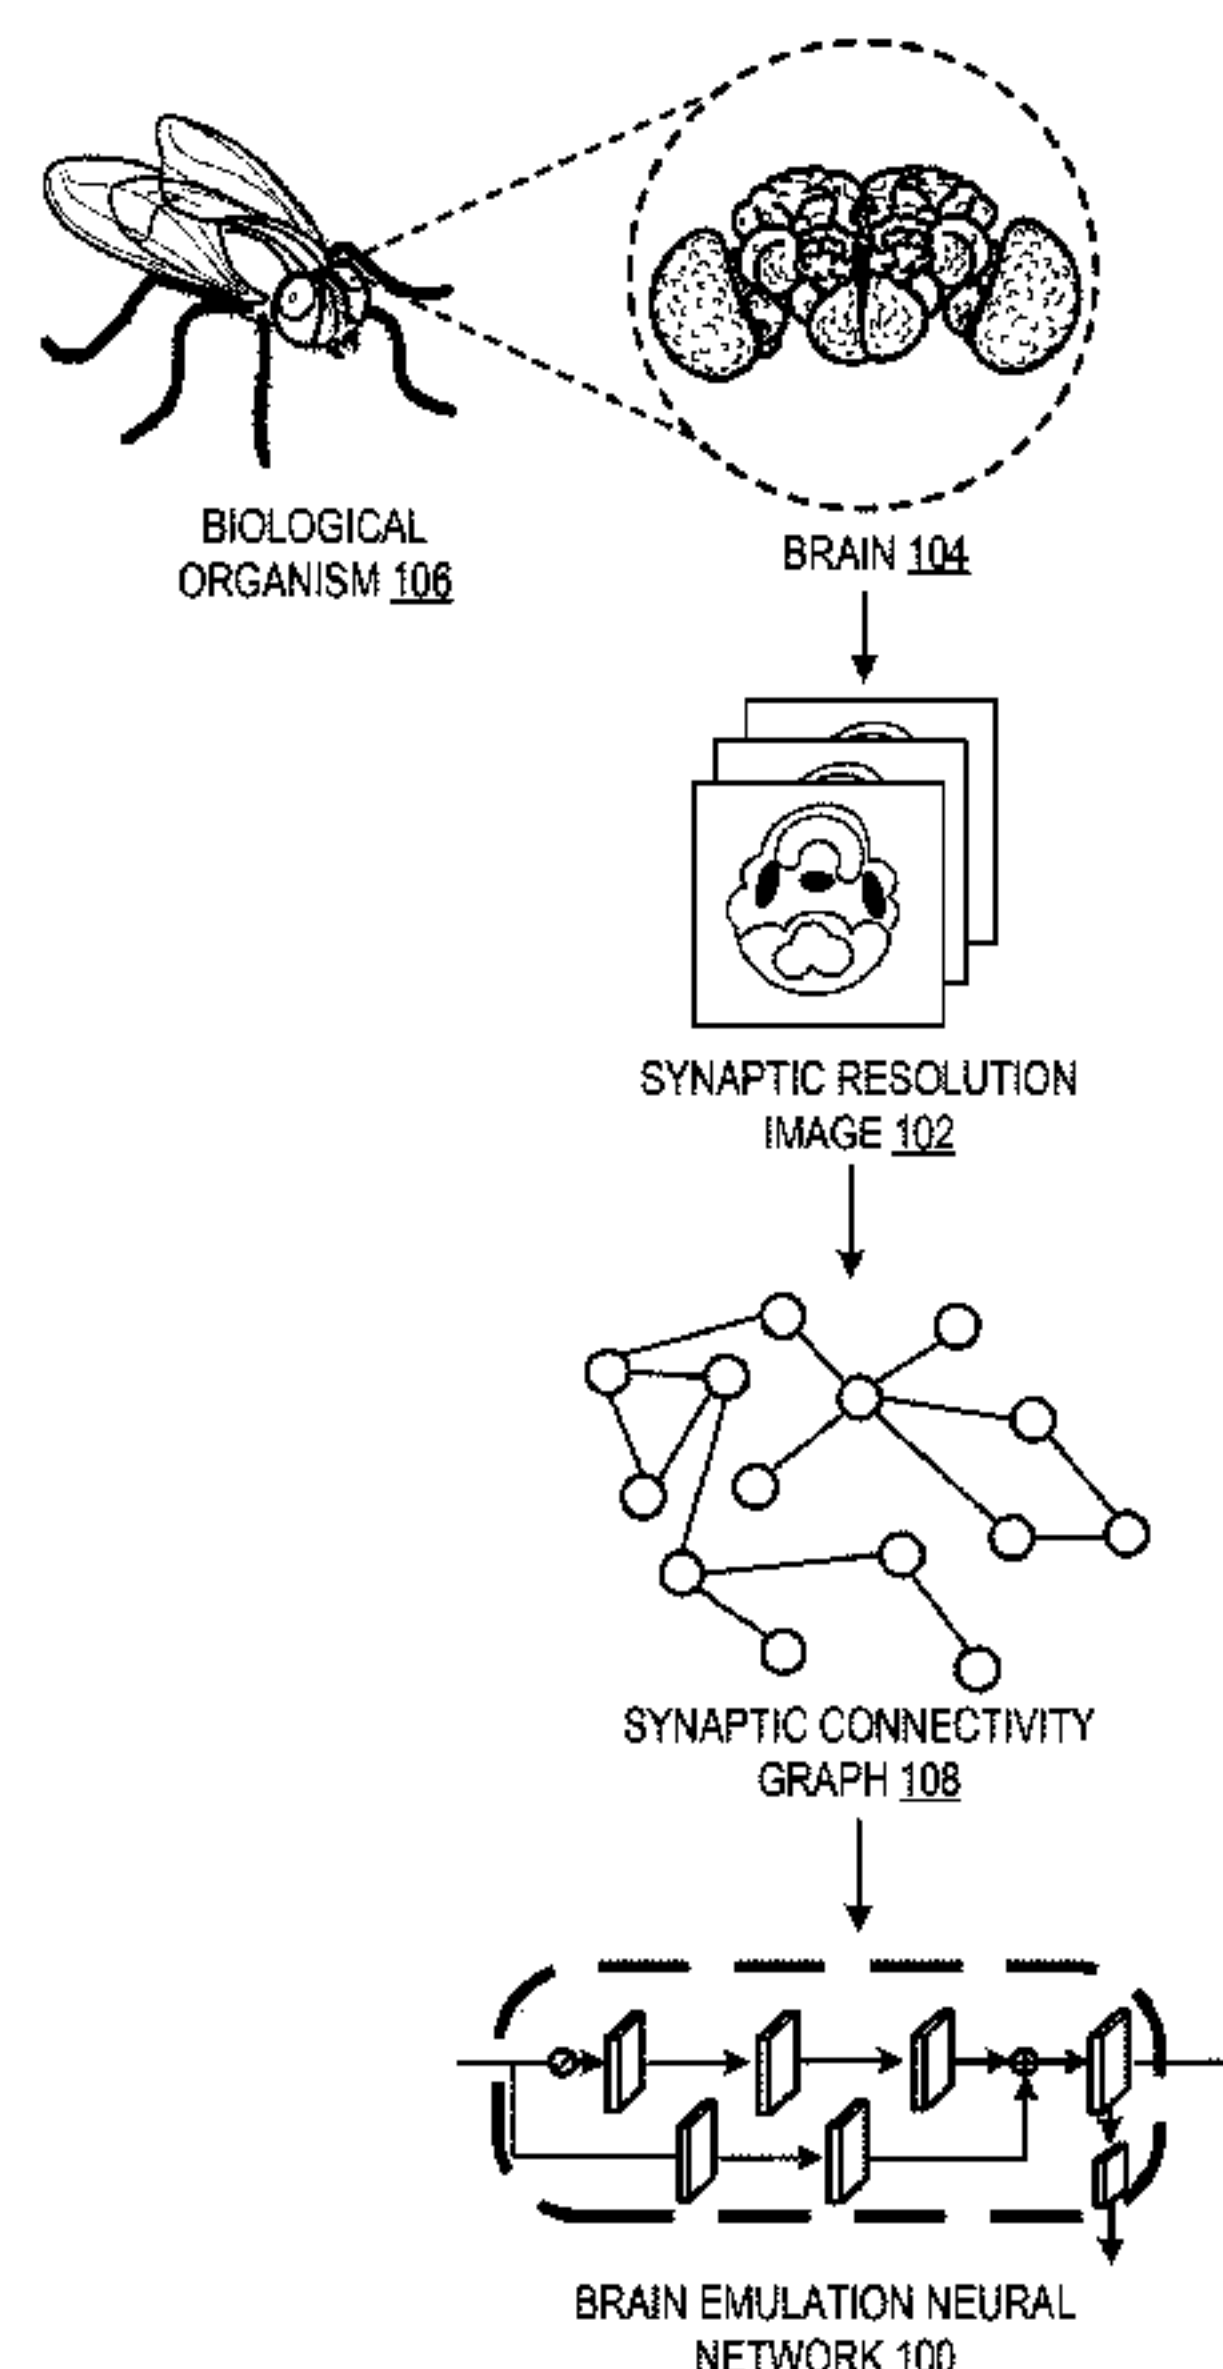 BIOLOGICAL
ORGANISM 106
BRAIN 104
SYNAPTIC RESOLUTION
IMAGE 102
SYNAPTIC CONNECTIVITY
GRAPH 108
BRAIN EMULATION NEURAL
NETWORK 100